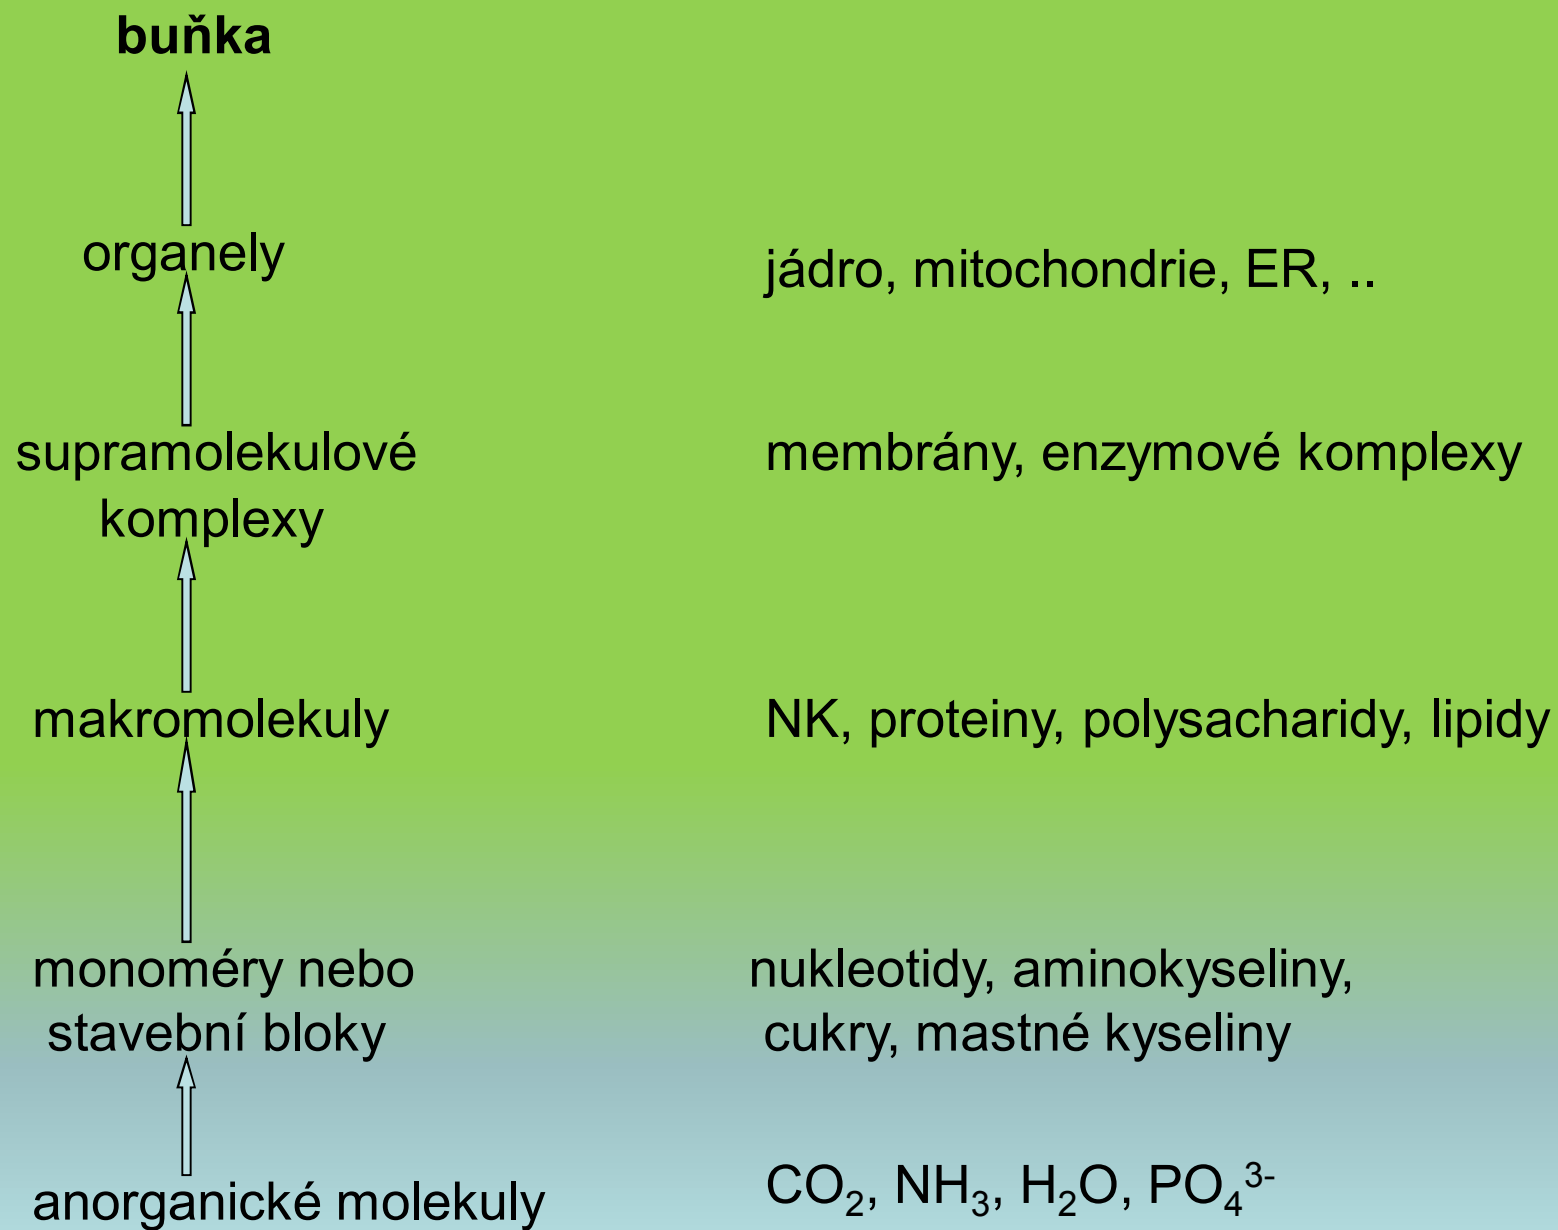 buňka
organely
jádro, mitochondrie, ER, ..
supramolekulové
komplexy
membrány, enzymové komplexy
makromolekuly
NK, proteiny, polysacharidy, lipidy
monoméry nebo
stavební bloky
nukleotidy, aminokyseliny,
cukry, mastné kyseliny
anorganické molekuly
CO₂, NH₃, H₂O, PO₄³⁻